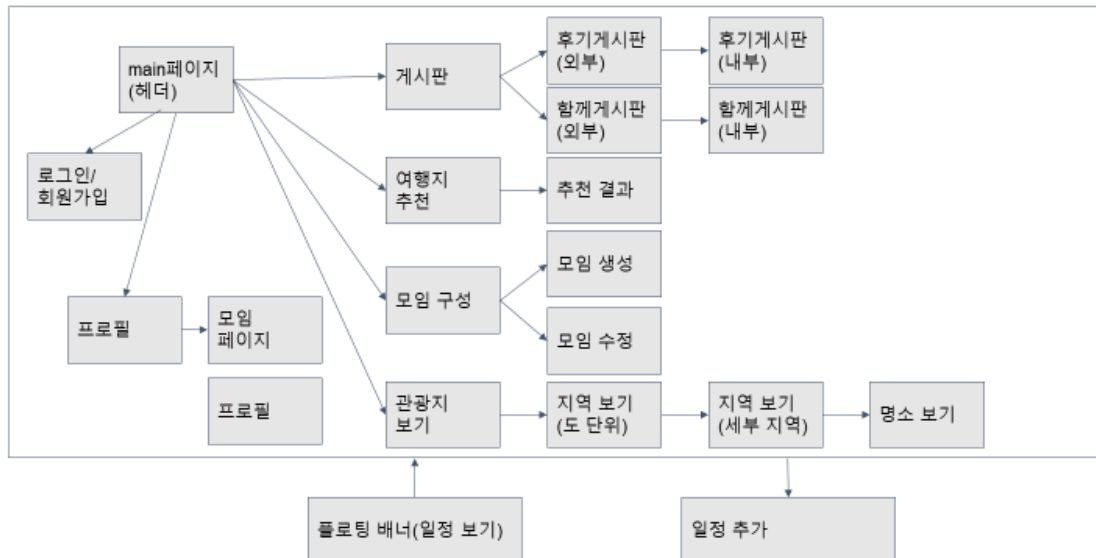 main페이지
(헤더)
로그인/
회원가입
프로필
모임
페이지
프로필
게시판
후기게시판
(외부)
후기게시판
(내부)
함께게시판
(외부)
함께게시판
(내부)
여행지
추천
추천 결과
모임 구성
모임 생성
모임 수정
관광지
보기
지역 보기
(도 단위)
지역 보기
(세부 지역)
명소 보기
플로팅 배너(일정 보기)
일정 추가